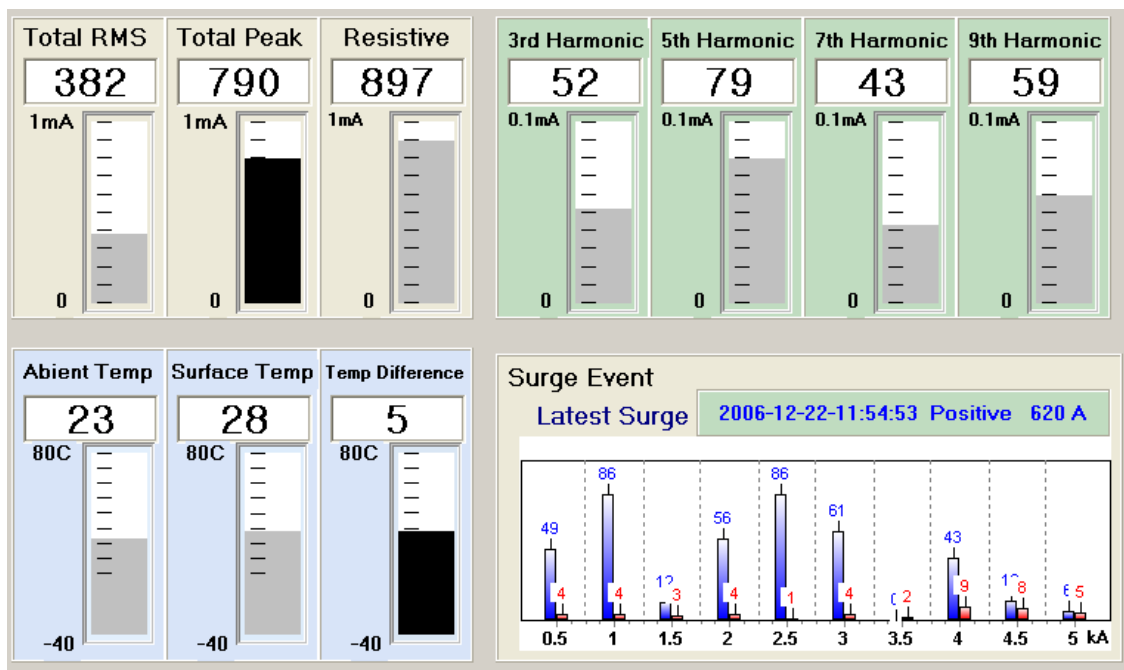 Total RMS Total Peak Resistive
382 790 897
1mA 1mA 1mA
0 0 0
3rd Harmonic 5th Harmonic 7th Harmonic 9th Harmonic
52 79 43 59
0.1mA 0.1mA 0.1mA 0.1mA
0 0 0 0
Abient Temp Surface Temp Temp Difference
23 28 5
80C 80C 80C
-40 -40 -40
Surge Event
Latest Surge 2006-12-22-11:54:53 Positive 620 A
86 86
61
56
49
43
4 4 3 4 1 4 2 9 8 5
0.5 1 1.5 2 2.5 3 3.5 4 4.5 5 kA